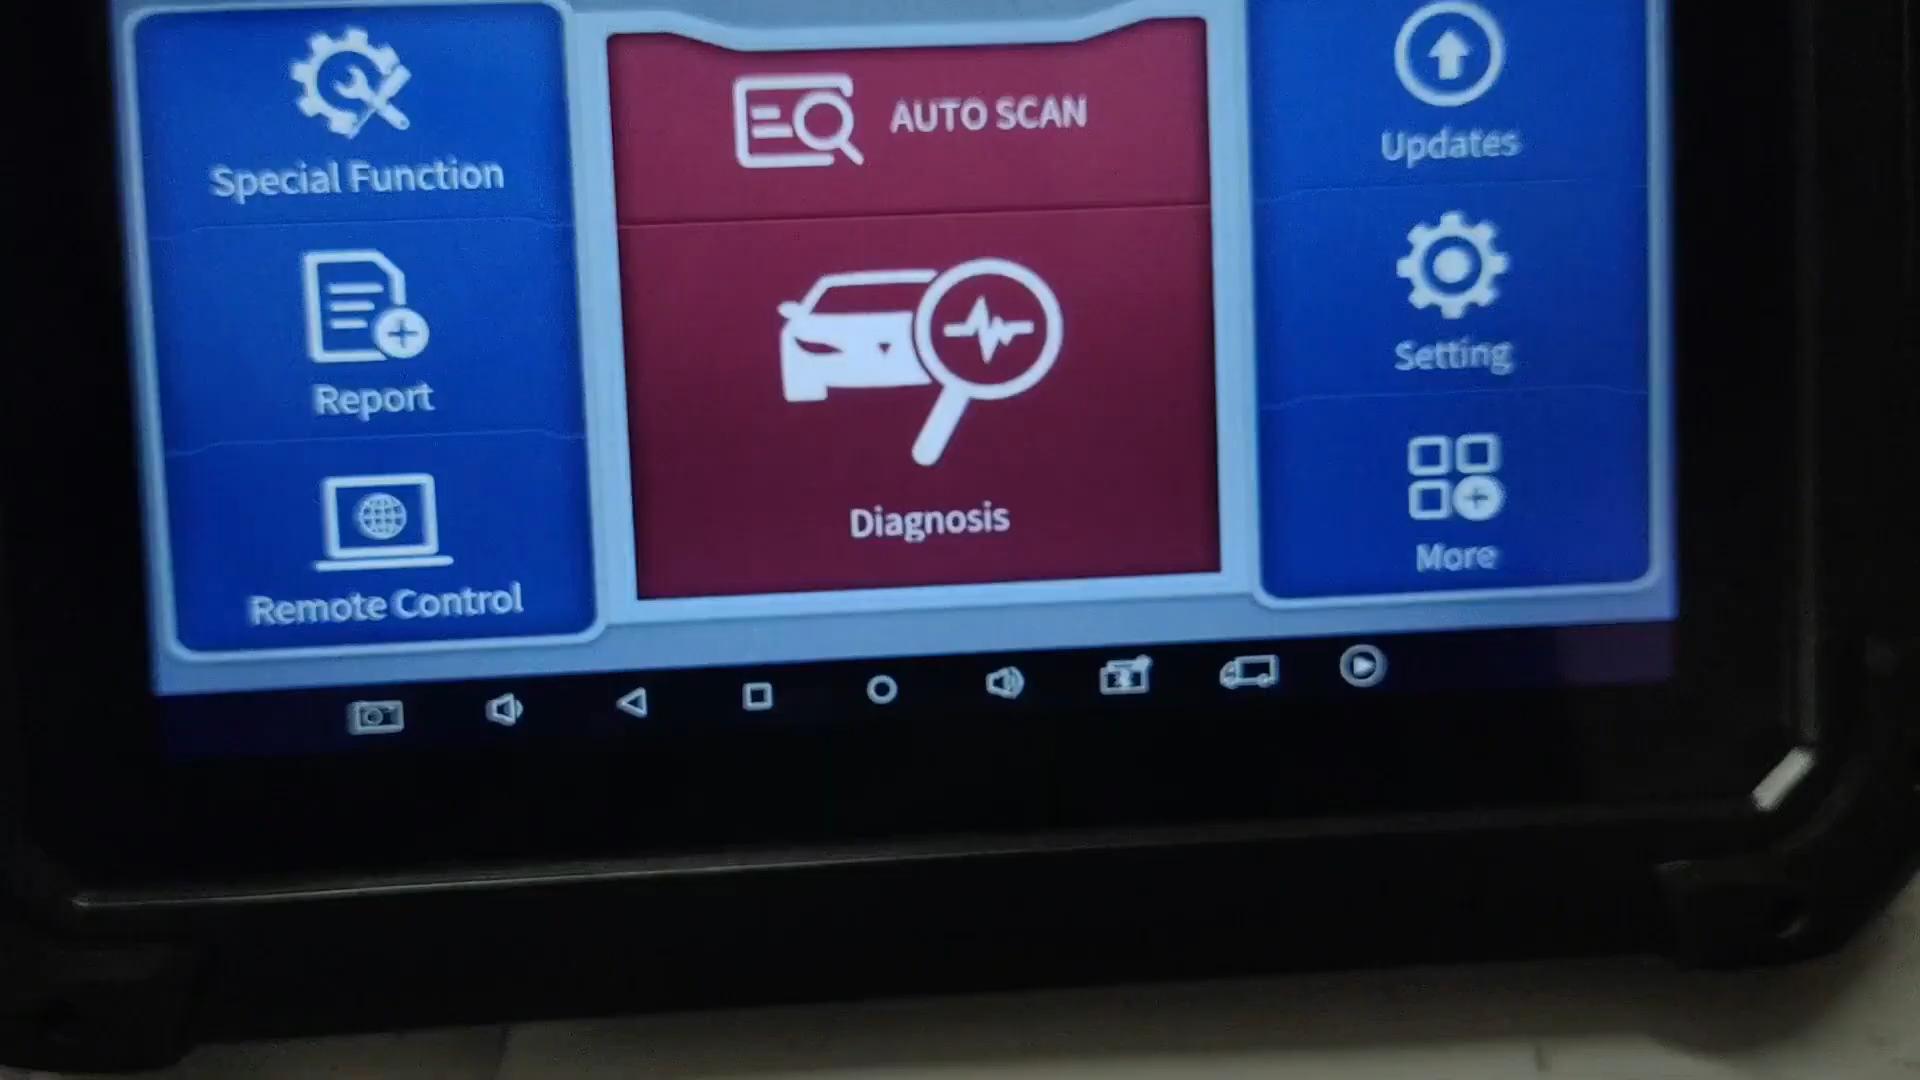 Special Function
Report
Remote Control
AUTO SCAN
Diagnosis
Updates
Setting
More